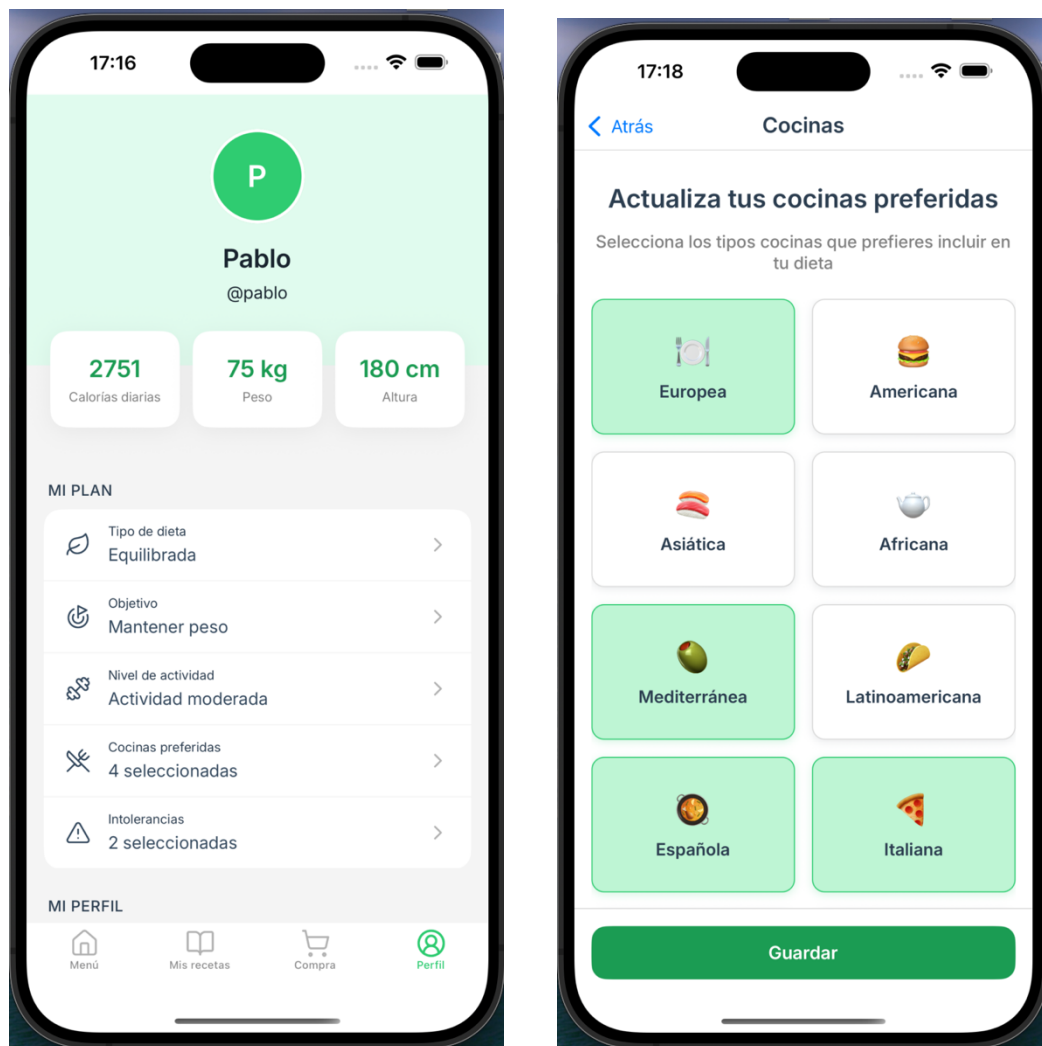 17:16
P
Pablo
@pablo
2751
Calorías diarias
75 kg
Peso
180 cm
Altura
MI PLAN
Tipo de dieta
Equilibrada
Objetivo
Mantener peso
Nivel de actividad
Actividad moderada
Cocinas preferidas
4 seleccionadas
Intolerancias
2 seleccionadas
MI PERFIL
Menú
Mis recetas
Compra
Perfil
17:18
Atrás
Cocinas
Actualiza tus cocinas preferidas
Selecciona los tipos cocinas que prefieres incluir en
tu dieta
Europea
Americana
Asiática
Africana
Mediterránea
Latinoamericana
Española
Italiana
Guardar